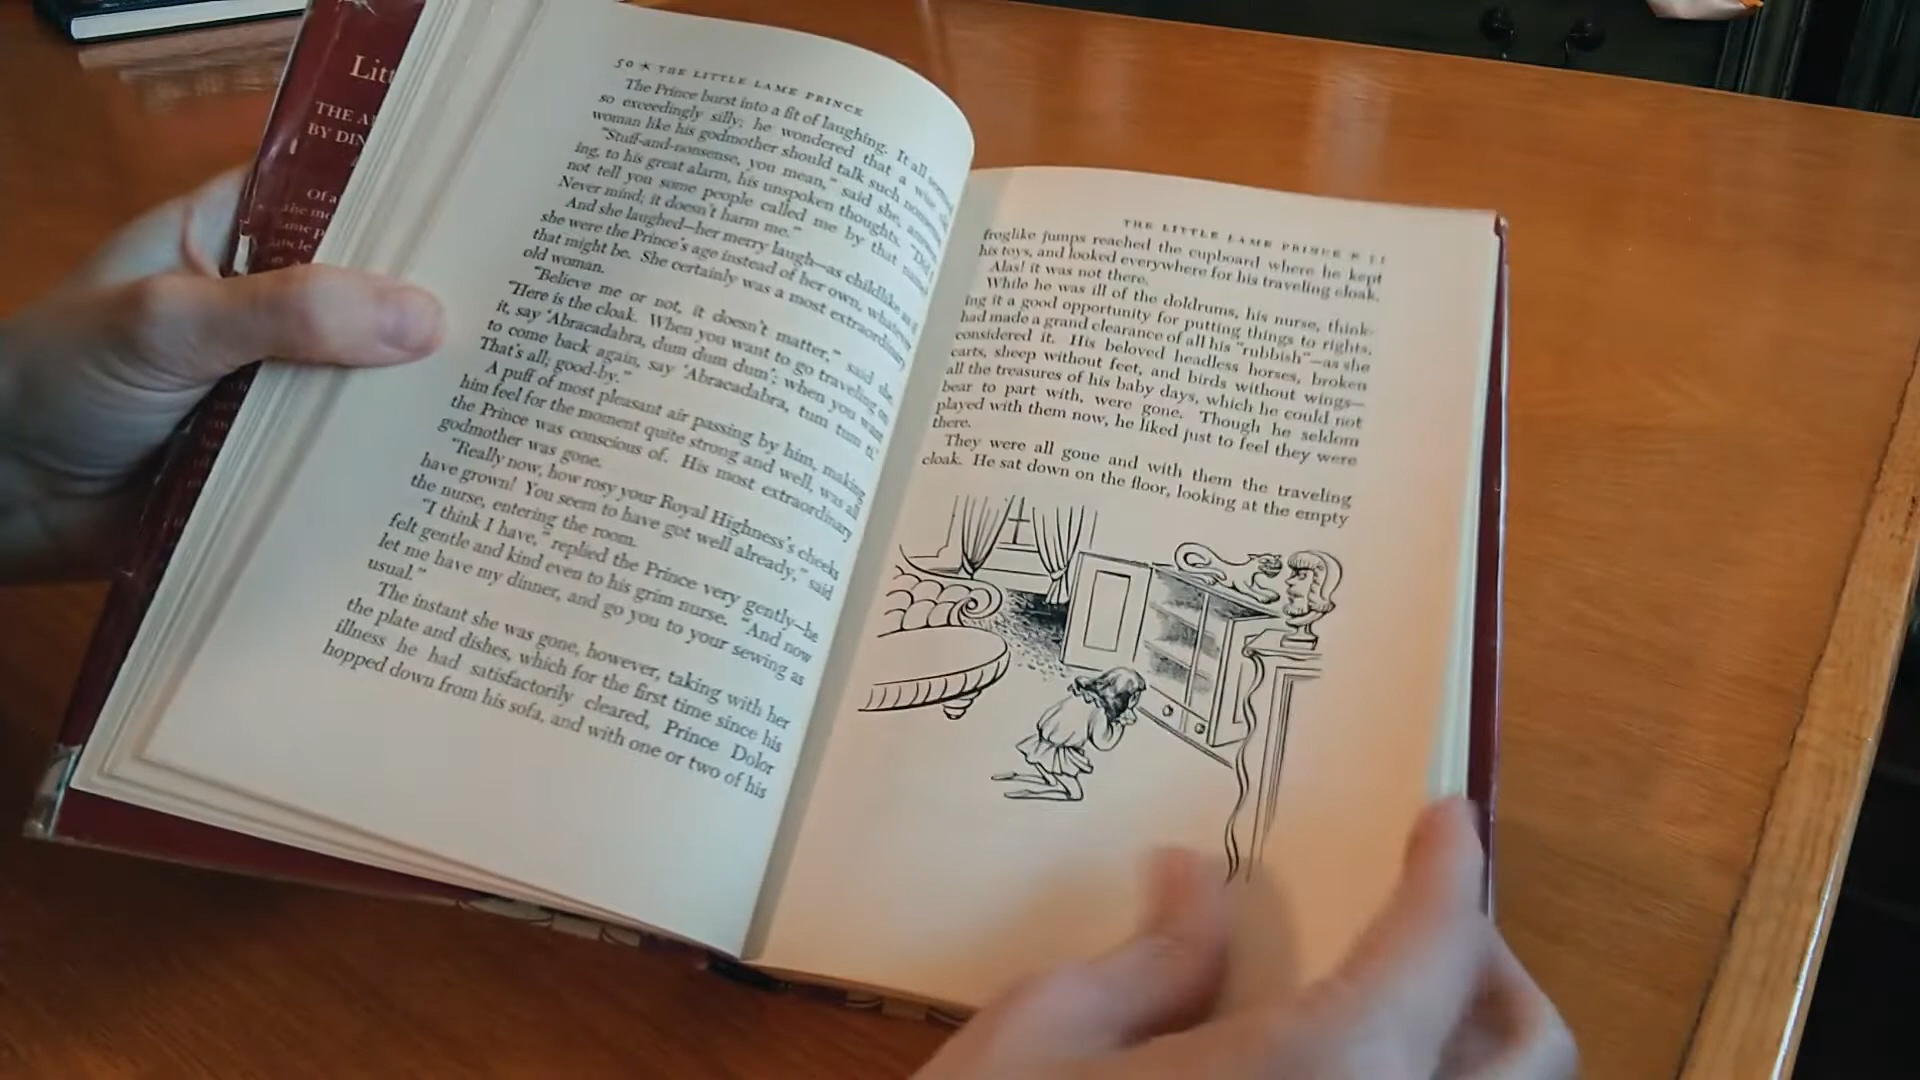 Litt
THE A
BY DIN
Of a
the mo
50 ★ THE LITTLE LAME PRINCE
The Prince burst into a fit of laughing. It all seemed
so exceedingly silly; he wondered that a wise old
woman like his godmother should talk such nonsense.
"Stuff-and-nonsense, you mean," said she, answer-
ing, to his great alarm, his unspoken thoughts. "Did I
not tell you some people called me by that name?
Never mind; it doesn't harm me."
And she laughed—her merry laugh—as childlike as if
she were the Prince's age instead of her own, whatever
that might be. She certainly was a most extraordinary
old woman.
"Believe me or not, it doesn't matter," said she.
"Here is the cloak. When you want to go traveling on
it, say 'Abracadabra, dum dum dum'; when you want
to come back again, say 'Abracadabra, tum tum ti.'
That's all; good-by."
A puff of most pleasant air passing by him, making
him feel for the moment quite strong and well, was all
the Prince was conscious of. His most extraordinary
godmother was gone.
"Really now, how rosy your Royal Highness's cheeks
have grown! You seem to have got well already," said
the nurse, entering the room.
"I think I have," replied the Prince very gently—he
felt gentle and kind even to his grim nurse. "And now
let me have my dinner, and go you to your sewing as
usual."
The instant she was gone, however, taking with her
the plate and dishes, which for the first time since his
illness he had satisfactorily cleared, Prince Dolor
hopped down from his sofa, and with one or two of his
THE LITTLE LAME PRINCE ★ 51
froglike jumps reached the cupboard where he kept
his toys, and looked everywhere for his traveling cloak.
Alas! it was not there.
While he was ill of the doldrums, his nurse, think-
ing it a good opportunity for putting things to rights,
had made a grand clearance of all his "rubbish"—as she
considered it. His beloved headless horses, broken
carts, sheep without feet, and birds without wings—
all the treasures of his baby days, which he could not
bear to part with, were gone. Though he seldom
played with them now, he liked just to feel they were
there.
They were all gone and with them the traveling
cloak. He sat down on the floor, looking at the empty